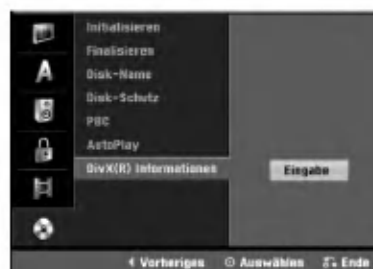 A
Initialisieren
Finalisieren
Disk-Name
Disk-Schutz
PBC
AutoPlay
DivX(R) Informationen
Eingabe
Vorheriges Auswählen Ende